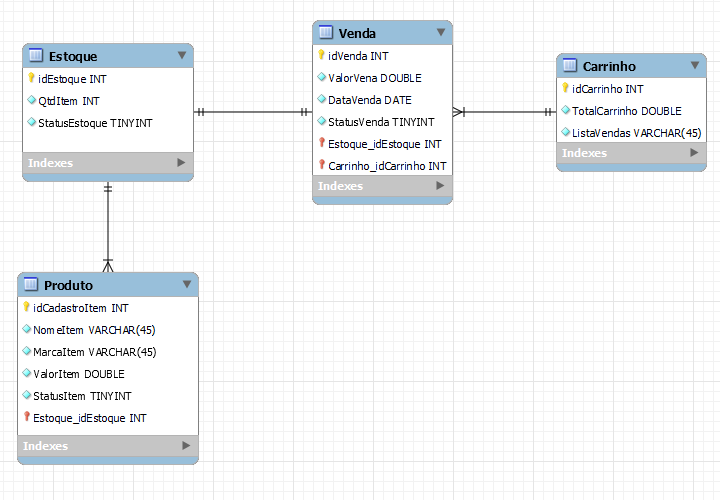 Estoque
idEstoque INT
QtdItem INT
StatusEstoque TINYINT
Indexes
Venda
idVenda INT
ValorVena DOUBLE
DataVenda DATE
StatusVenda TINYINT
Estoque_idEstoque INT
Carrinho_idCarrinho INT
Indexes
Carrinho
idCarrinho INT
TotalCarrinho DOUBLE
ListaVendas VARCHAR(45)
Indexes
Produto
idCadastroItem INT
NomeItem VARCHAR(45)
MarcaItem VARCHAR(45)
ValorItem DOUBLE
StatusItem TINYINT
Estoque_idEstoque INT
Indexes